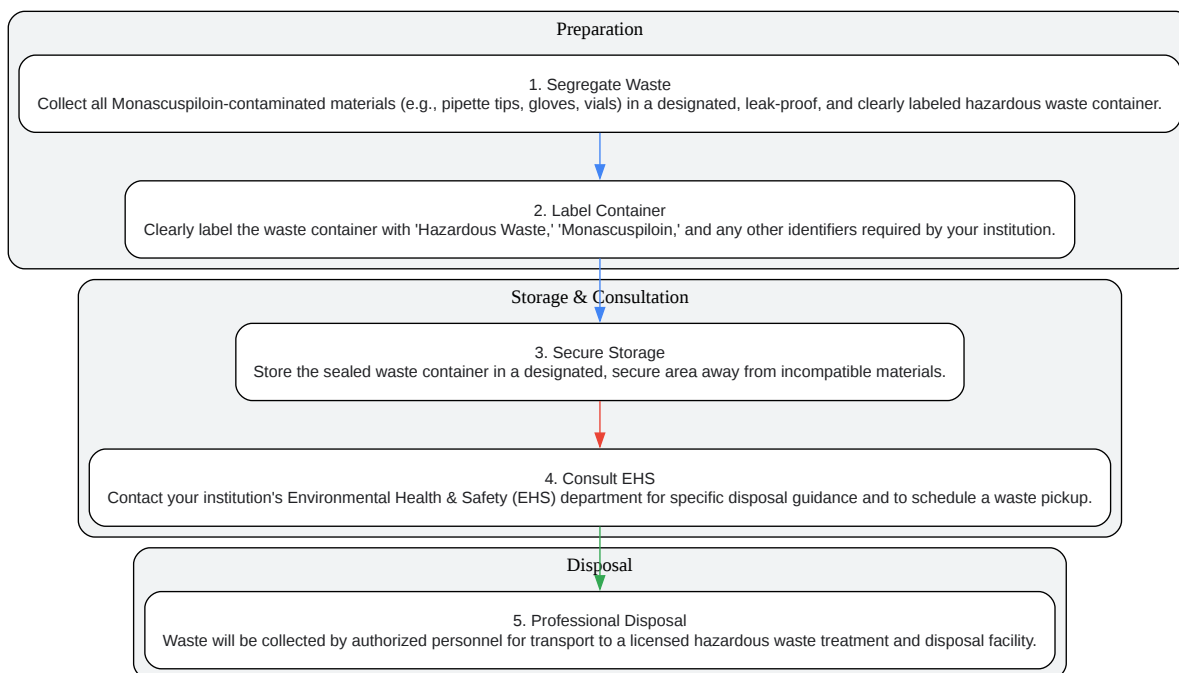 Preparation
1. Segregate Waste
Collect all Monascuspiloin-contaminated materials (e.g., pipette tips, gloves, vials) in a designated, leak-proof, and clearly labeled hazardous waste container.
2. Label Container
Clearly label the waste container with 'Hazardous Waste,' 'Monascuspiloin,' and any other identifiers required by your institution.
Storage & Consultation
3. Secure Storage
Store the sealed waste container in a designated, secure area away from incompatible materials.
4. Consult EHS
Contact your institution's Environmental Health & Safety (EHS) department for specific disposal guidance and to schedule a waste pickup.
Disposal
5. Professional Disposal
Waste will be collected by authorized personnel for transport to a licensed hazardous waste treatment and disposal facility.